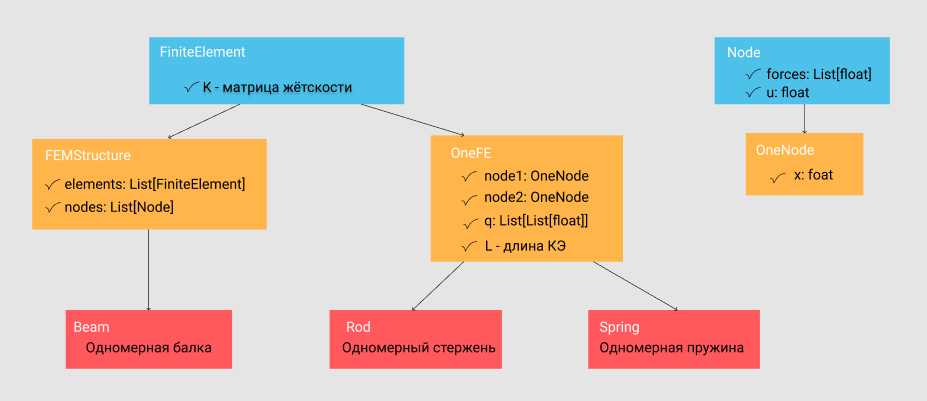 FiniteElement
K - матрица жётскости
Node
forces: List[float]
u: float
FEMStructure
elements: List[FiniteElement]
nodes: List[Node]
OneFE
node1: OneNode
node2: OneNode
q: List[List[float]]
L - длина КЭ
OneNode
x: foat
Beam
Одномерная балка
Rod
Одномерный стержень
Spring
Одномерная пружина